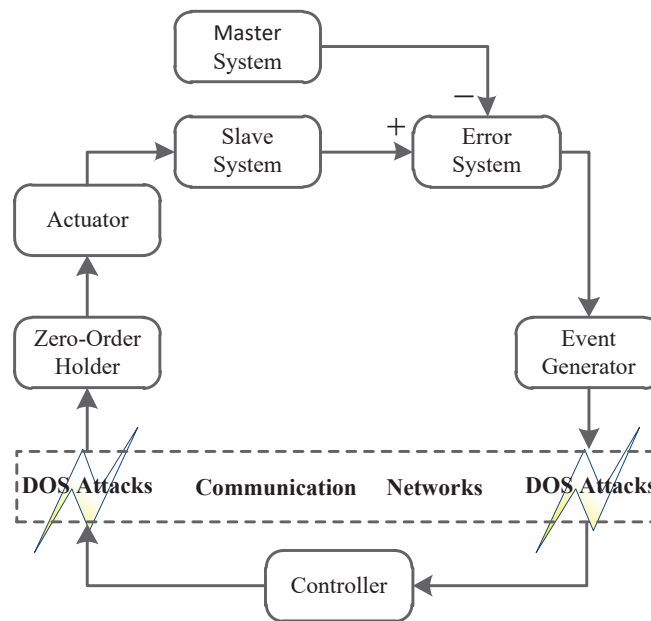 Master
System
−
+
Slave
System
Error
System
Actuator
Zero-Order
Holder
Event
Generator
DOS Attacks Communication Networks DOS Attacks
Controller